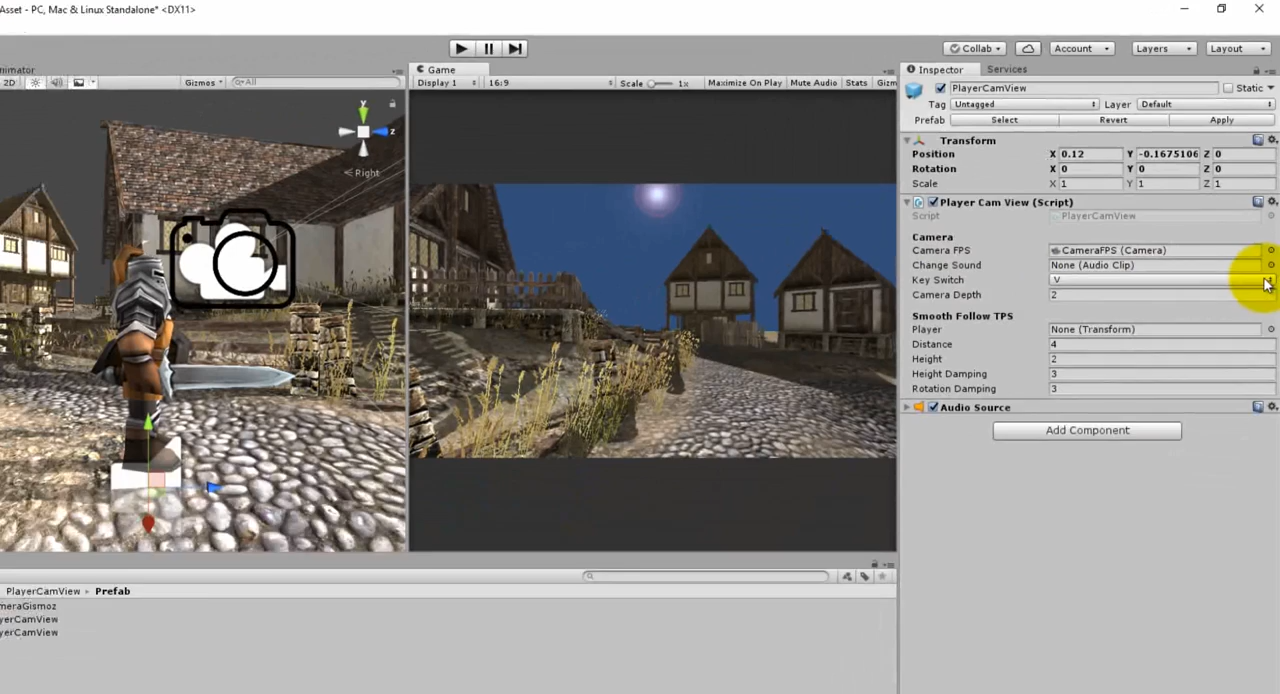 Asset - PC, Mac & Linux Standalone* <DX11>
Collab Account Layers Layout
nimator
2D Gizmos All
y
z
Right
Game
Display 1 16:9 Scale 1x Maximize On Play Mute Audio Stats Gizm
Inspector Services
PlayerCamView Static
Tag Untagged Layer Default
Prefab Select Revert Apply
Transform
Position X 0.12 Y -0.1675106 Z 0
Rotation X 0 Y 0 Z 0
Scale X 1 Y 1 Z 1
Player Cam View (Script)
Script PlayerCamView
Camera
Camera FPS CameraFPS (Camera)
Change Sound None (Audio Clip)
Key Switch V
Camera Depth 2
Smooth Follow TPS
Player None (Transform)
Distance 4
Height 2
Height Damping 3
Rotation Damping 3
Audio Source
Add Component
PlayerCamView Prefab
meraGismoz
yerCamView
yerCamView